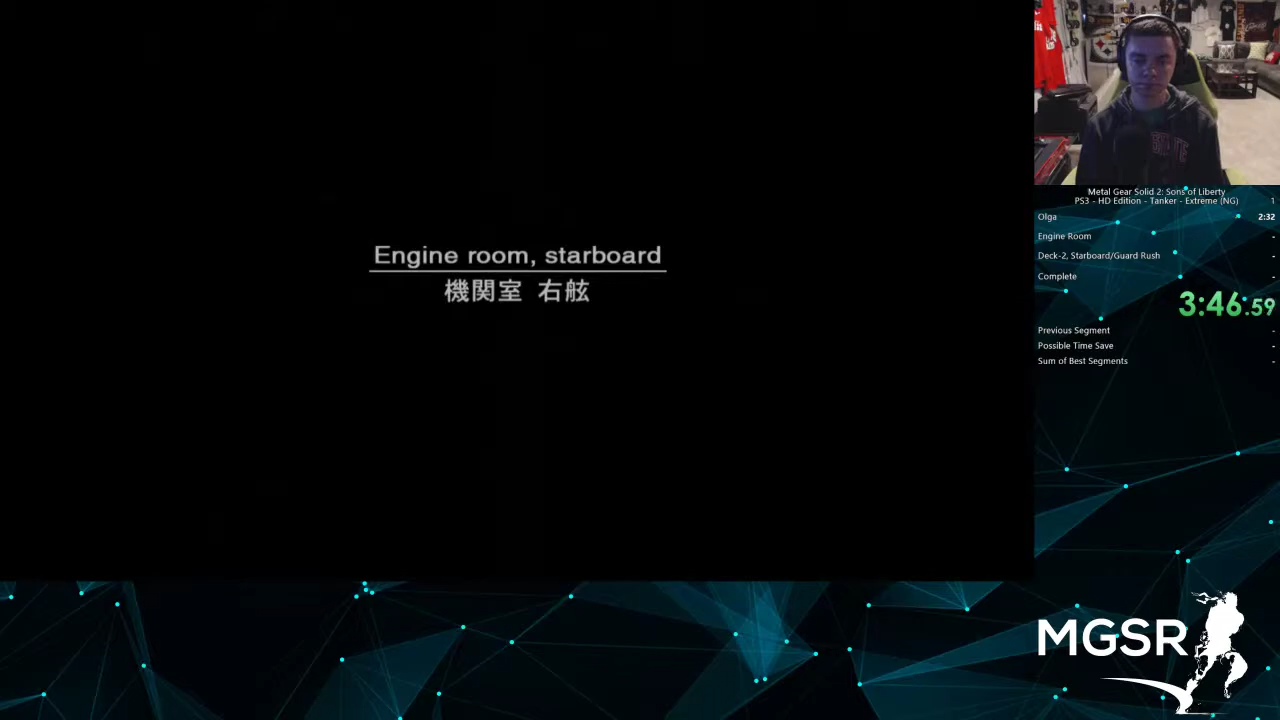 Engine room, starboard
機関室 右舷
Metal Gear Solid 2: Sons of Liberty
PS3 - HD Edition - Tanker - Extreme (NG) 1
Olga 2:32
Engine Room -
Deck-2, Starboard/Guard Rush -
Complete -
3:46.59
Previous Segment -
Possible Time Save -
Sum of Best Segments -
MGSR